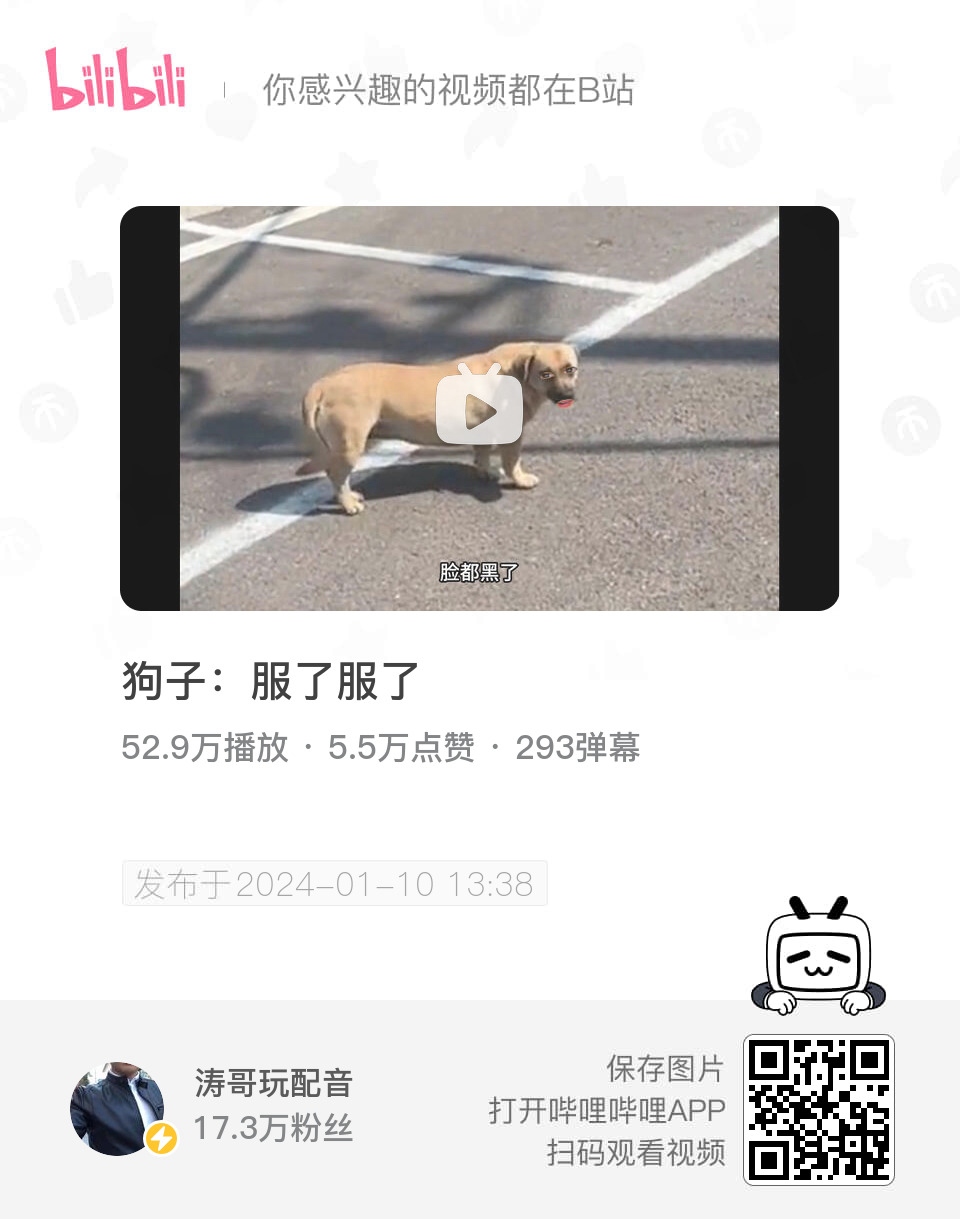 bilibili
你感兴趣的视频都在B站
脸都黑了
狗子：服了服了
52.9万播放 · 5.5万点赞 · 293弹幕
发布于2024-01-10 13:38
涛哥玩配音
17.3万粉丝
保存图片
打开哔哩哔哩APP
扫码观看视频